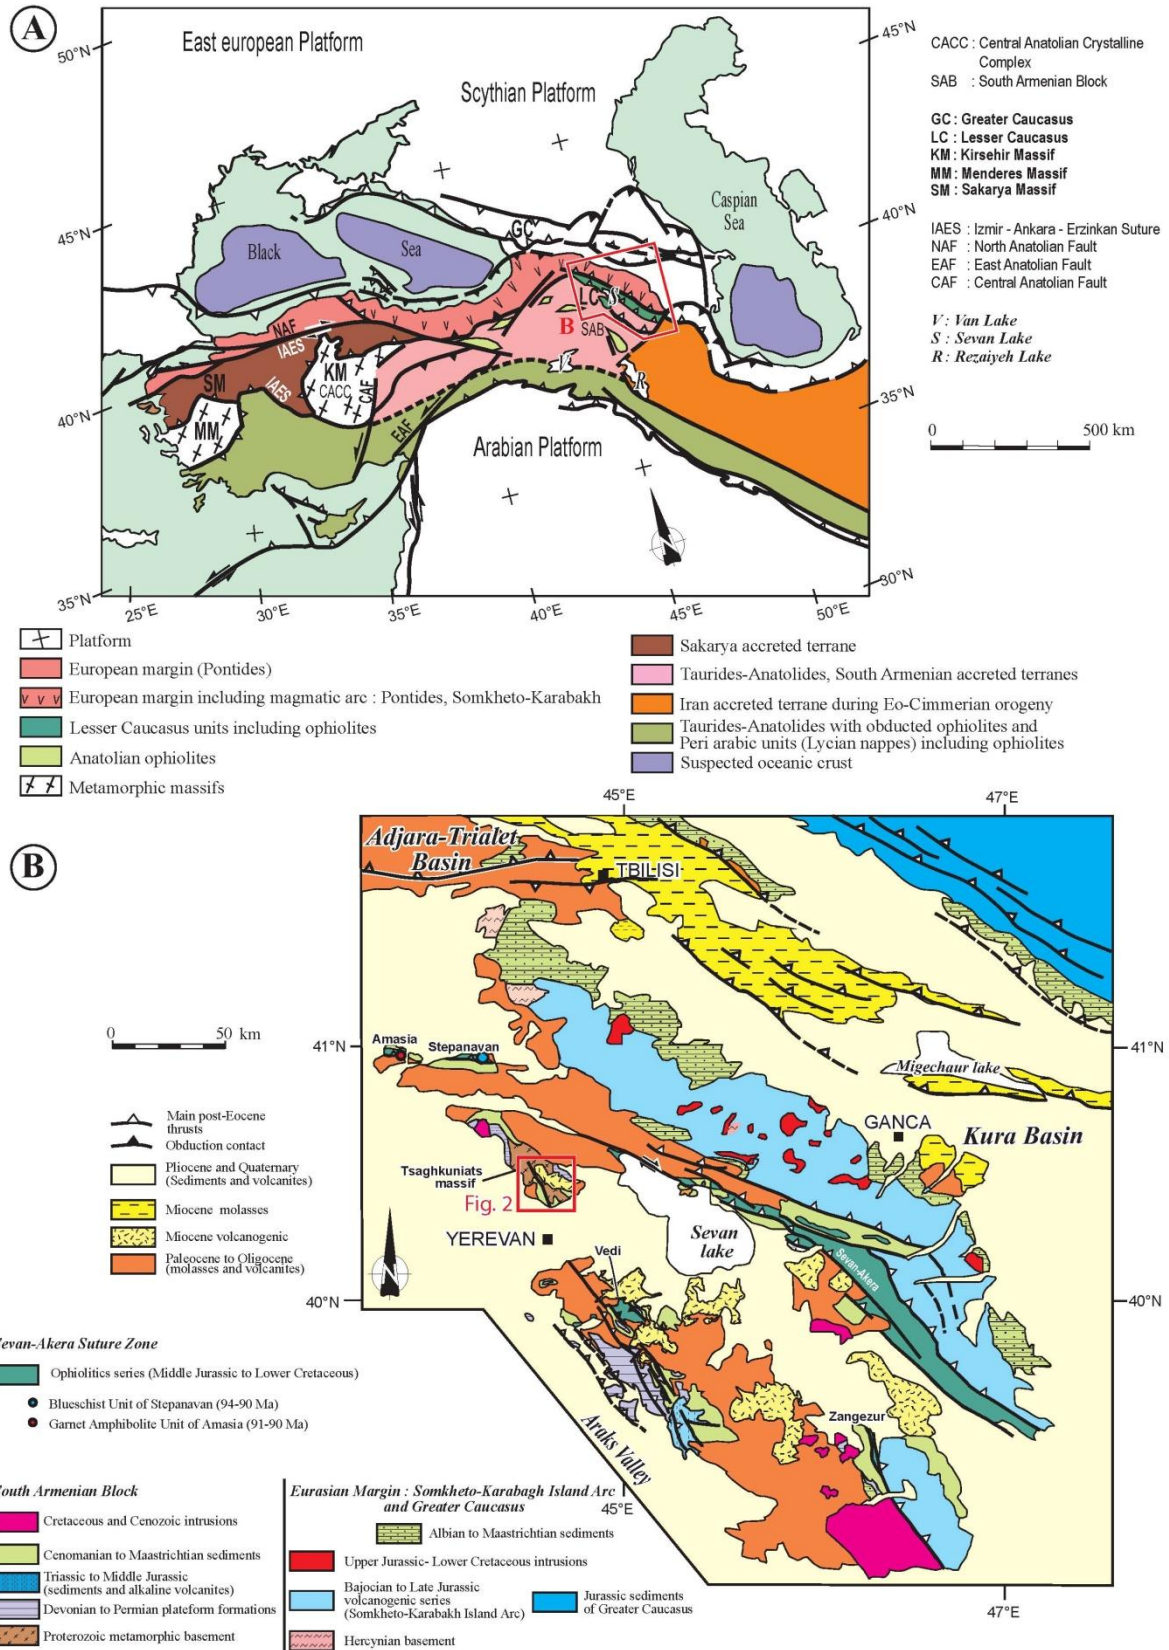 A
East european Platform
Scythian Platform
50°N
45°N
45°N
40°N
40°N
35°N
35°N
30°N
25°E
30°E
35°E
40°E
45°E
50°E
Black
Sea
Caspian
Sea
GC
LC
S
B
SAB
NAF
IAES
SM
IAES
KM
CACC
CAF
MM
EAF
V
R
Arabian Platform
CACC : Central Anatolian Crystalline
Complex
SAB : South Armenian Block
GC : Greater Caucasus
LC : Lesser Caucasus
KM : Kirsehir Massif
MM : Menderes Massif
SM : Sakarya Massif
IAES : Izmir - Ankara - Erzinkan Suture
NAF : North Anatolian Fault
EAF : East Anatolian Fault
CAF : Central Anatolian Fault
V : Van Lake
S : Sevan Lake
R : Rezaiyeh Lake
0 500 km
Platform
European margin (Pontides)
European margin including magmatic arc : Pontides, Somkheto-Karabakh
Lesser Caucasus units including ophiolites
Anatolian ophiolites
Metamorphic massifs
Sakarya accreted terrane
Taurides-Anatolides, South Armenian accreted terranes
Iran accreted terrane during Eo-Cimmerian orogeny
Taurides-Anatolides with obducted ophiolites and
Peri arabic units (Lycian nappes) including ophiolites
Suspected oceanic crust
B
45°E
47°E
Adjara-Trialet
Basin
TBILISI
0 50 km
41°N
41°N
Amasia
Stepanavan
Migechaur lake
GANCA
Kura Basin
Tsaghkuniats
massif
Fig. 2
YEREVAN
Sevan
lake
Sevan-Akera
Vedi
N
40°N
40°N
Zangezur
Araks Valley
45°E
47°E
Main post-Eocene
thrusts
Obduction contact
Pliocene and Quaternary
(Sediments and volcanites)
Miocene molasses
Miocene volcanogenic
Paleocene to Oligocene
(molasses and volcanites)
evan-Akera Suture Zone
Ophiolitics series (Middle Jurassic to Lower Cretaceous)
Blueschist Unit of Stepanavan (94-90 Ma)
Garnet Amphibolite Unit of Amasia (91-90 Ma)
outh Armenian Block
Cretaceous and Cenozoic intrusions
Cenomanian to Maastrichtian sediments
Triassic to Middle Jurassic
(sediments and alkaline volcanites)
Devonian to Permian plateform formations
Proterozoic metamorphic basement
Eurasian Margin : Somkheto-Karabagh Island Arc
and Greater Caucasus
Albian to Maastrichtian sediments
Upper Jurassic- Lower Cretaceous intrusions
Bajocian to Late Jurassic
volcanogenic series
(Somkheto-Karabakh Island Arc)
Jurassic sediments
of Greater Caucasus
Hercynian basement